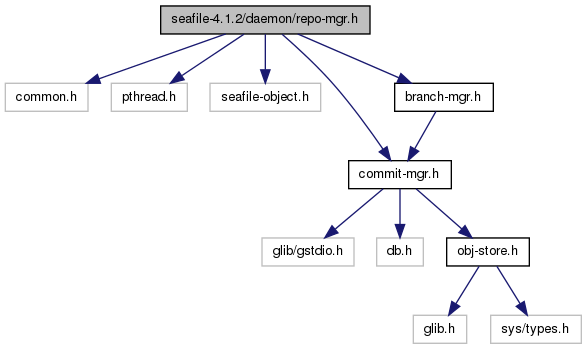 seafile-4.1.2/daemon/repo-mgr.h
common.h
pthread.h
seafile-object.h
branch-mgr.h
commit-mgr.h
glib/gstdio.h
db.h
obj-store.h
glib.h
sys/types.h